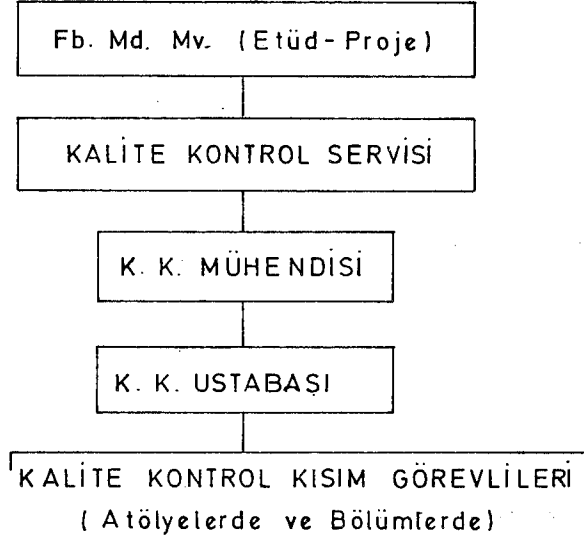 Fb. Md. Mv. (Etüd-Proje)
KALİTE KONTROL SERVİSİ
K. K. MÜHENDİSİ
K. K. USTABAŞI
KALİTE KONTROL KISIM GÖREVLİLERİ
(Atölyelerde ve Bölümlerde)